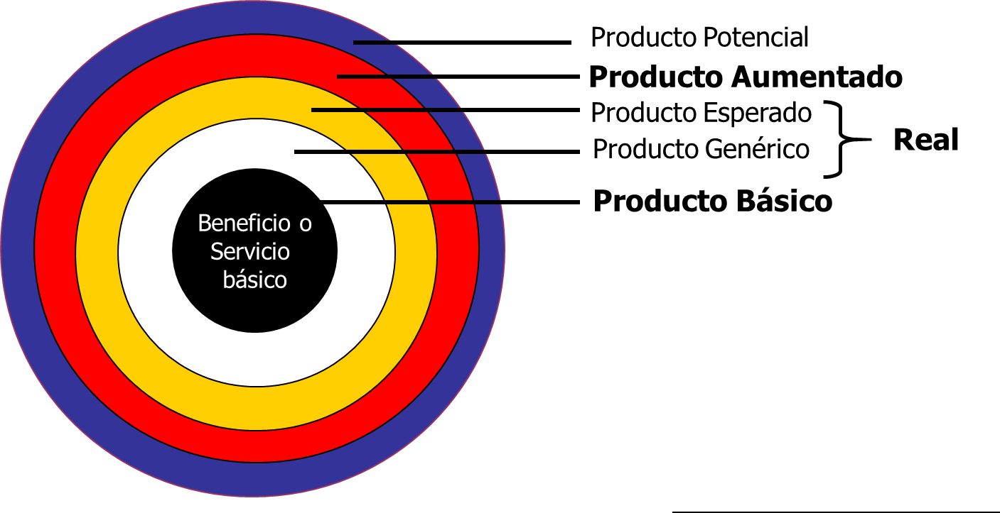 Producto Potencial
Producto Aumentado
Producto Esperado
Producto Genérico
Real
Producto Básico
Beneficio o
Servicio
básico